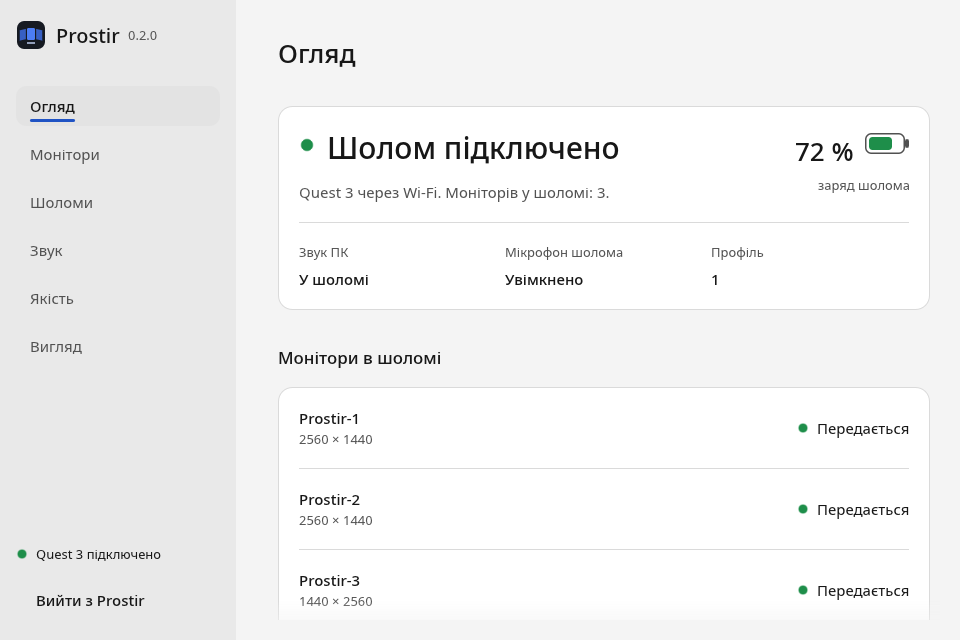 Prostir 0.2.0
Огляд
Монітори
Шоломи
Звук
Якість
Вигляд
Quest 3 підключено
Вийти з Prostir
Огляд
Шолом підключено
72 %
Quest 3 через Wi-Fi. Моніторів у шоломі: 3.
заряд шолома
Звук ПК
У шоломі
Мікрофон шолома
Увімкнено
Профіль
1
Монітори в шоломі
Prostir-1
2560 × 1440
Передається
Prostir-2
2560 × 1440
Передається
Prostir-3
1440 × 2560
Передається